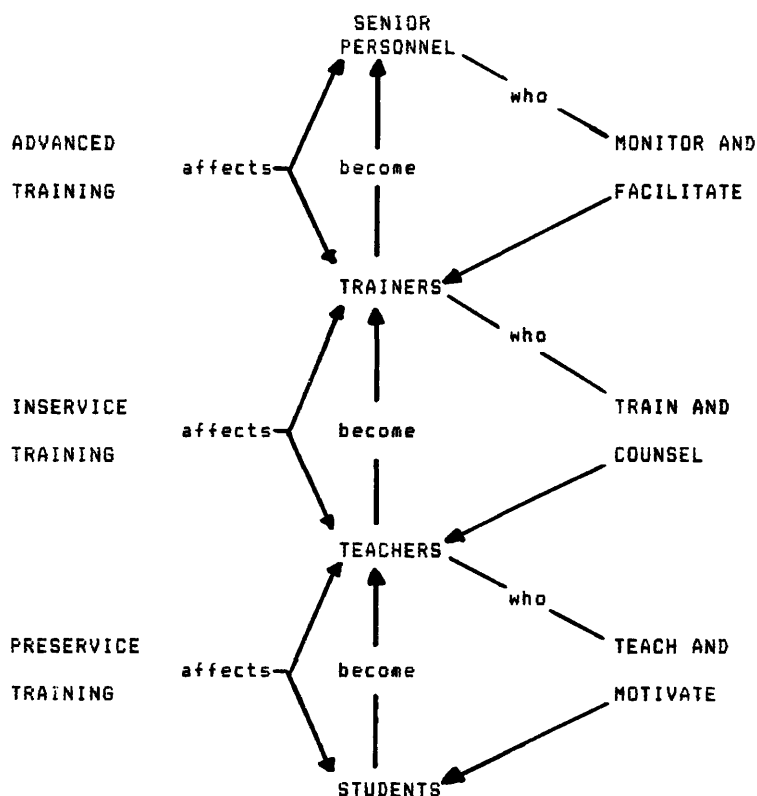 SENIOR
PERSONNEL
who
ADVANCED
MONITOR AND
affects
become
TRAINING
FACILITATE
TRAINERS
who
INSERVICE
TRAIN AND
affects
become
TRAINING
COUNSEL
TEACHERS
who
PRESERVICE
TEACH AND
affects
become
TRAINING
MOTIVATE
STUDENTS